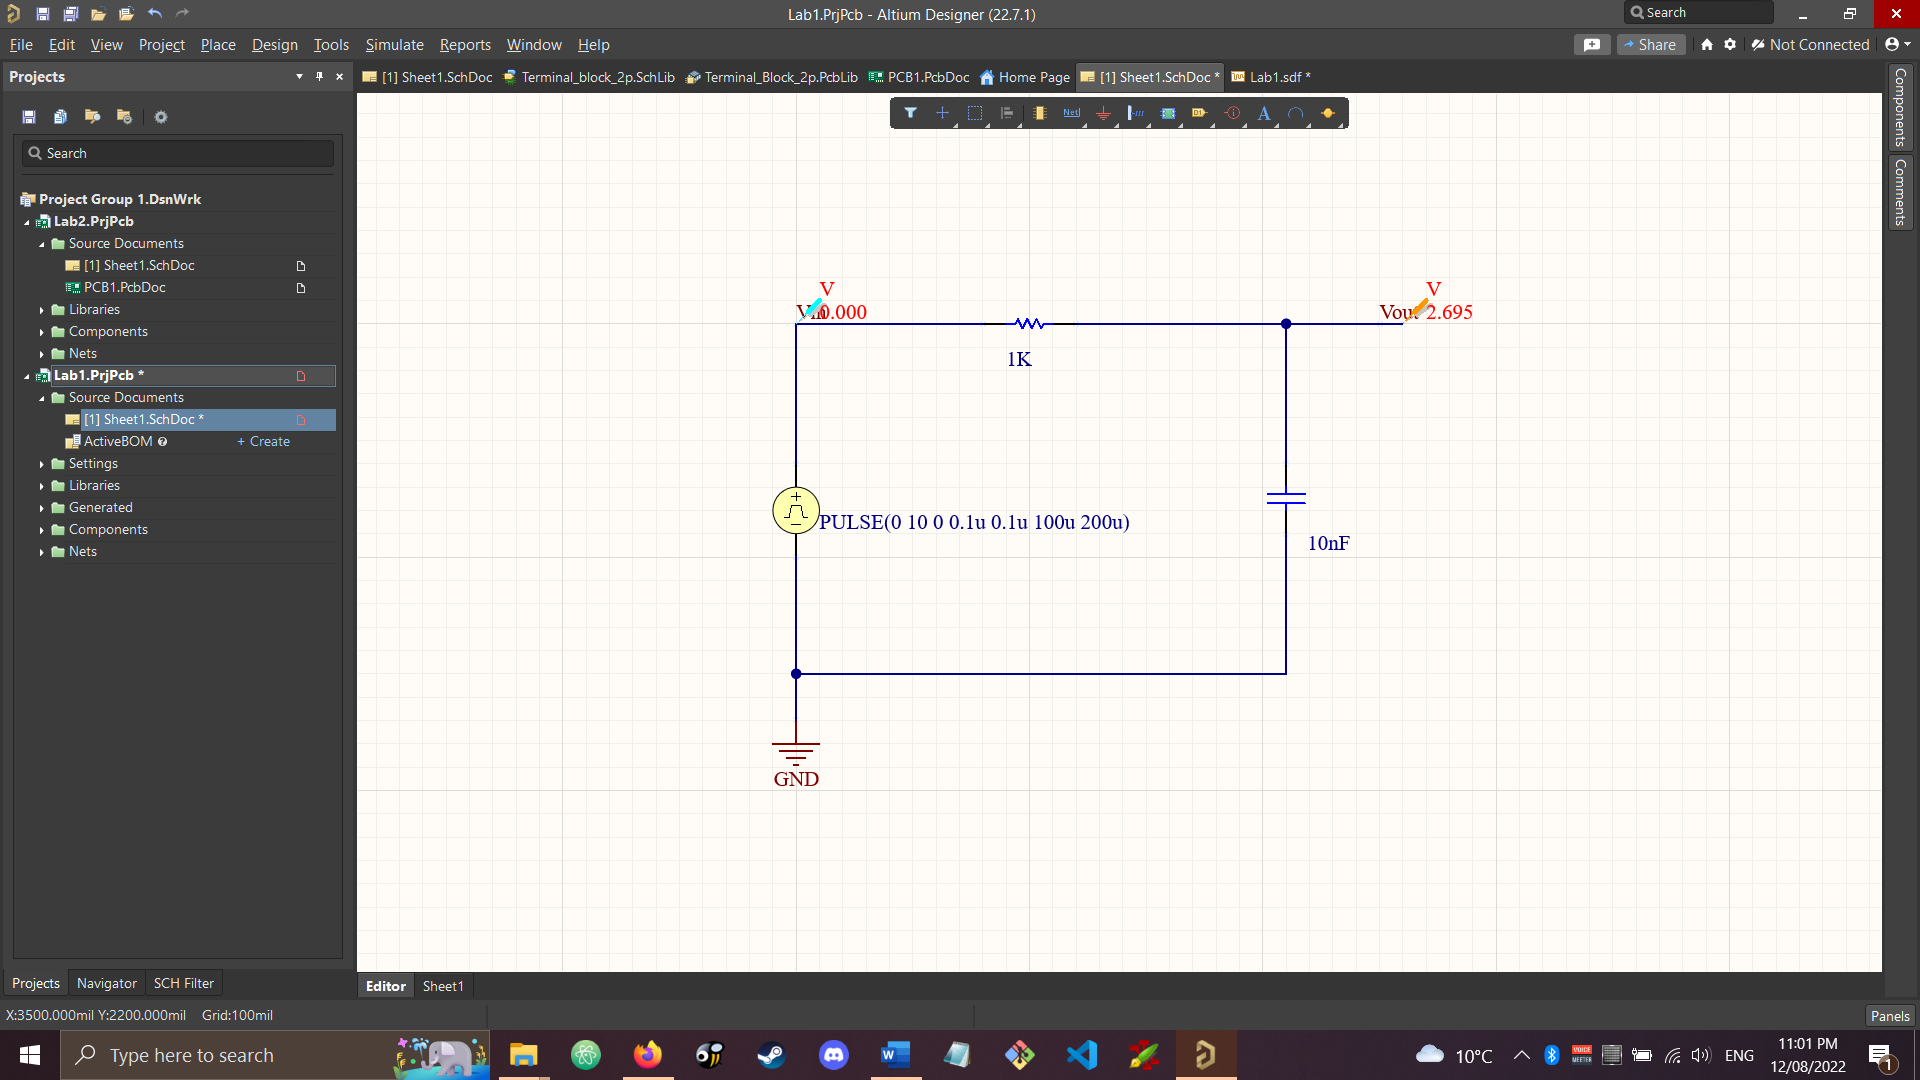 Lab1.PrjPcb - Altium Designer (22.7.1)
Search
File Edit View Project Place Design Tools Simulate Reports Window Help
Share
Not Connected
Projects
[1] Sheet1.SchDoc
Terminal_block_2p.SchLib
Terminal_Block_2p.PcbLib
PCB1.PcbDoc
Home Page
[1] Sheet1.SchDoc *
Lab1.sdf *
Components
Comments
Net
D1
A
Search
Project Group 1.DsnWrk
Lab2.PrjPcb
Source Documents
[1] Sheet1.SchDoc
PCB1.PcbDoc
Libraries
Components
Nets
Lab1.PrjPcb *
Source Documents
[1] Sheet1.SchDoc *
ActiveBOM
+ Create
Settings
Libraries
Generated
Components
Nets
V
Vin
0.000
1K
V
Vout
2.695
PULSE(0 10 0 0.1u 0.1u 100u 200u)
10nF
GND
Projects
Navigator
SCH Filter
Editor
Sheet1
X:3500.000mil Y:2200.000mil Grid:100mil
Panels
Type here to search
10°C
VOICE
MEETER
ENG
11:01 PM
12/08/2022
1